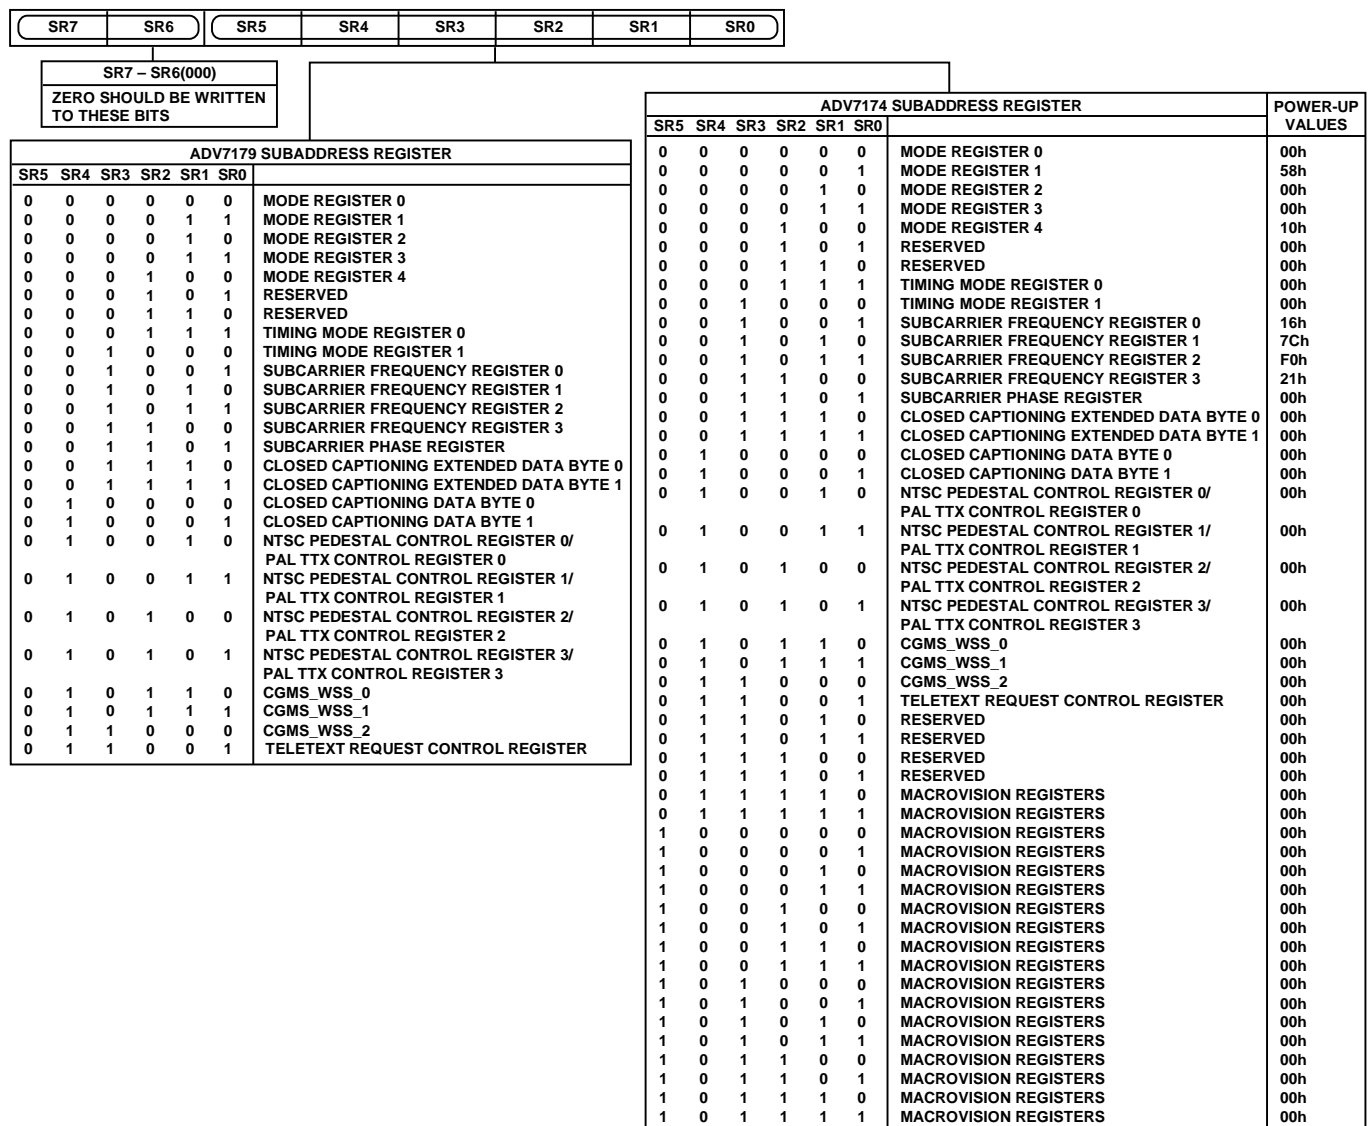 SR7 SR6 SR5 SR4 SR3 SR2 SR1 SR0
SR7 – SR6(000)
ZERO SHOULD BE WRITTEN
TO THESE BITS
ADV7179 SUBADDRESS REGISTER
SR5 SR4 SR3 SR2 SR1 SR0
0 0 0 0 0 0 MODE REGISTER 0
0 0 0 0 1 1 MODE REGISTER 1
0 0 0 0 1 0 MODE REGISTER 2
0 0 0 0 1 1 MODE REGISTER 3
0 0 0 1 0 0 MODE REGISTER 4
0 0 0 1 0 1 RESERVED
0 0 0 1 1 0 RESERVED
0 0 0 1 1 1 TIMING MODE REGISTER 0
0 0 1 0 0 0 TIMING MODE REGISTER 1
0 0 1 0 0 1 SUBCARRIER FREQUENCY REGISTER 0
0 0 1 0 1 0 SUBCARRIER FREQUENCY REGISTER 1
0 0 1 0 1 1 SUBCARRIER FREQUENCY REGISTER 2
0 0 1 1 0 0 SUBCARRIER FREQUENCY REGISTER 3
0 0 1 1 0 1 SUBCARRIER PHASE REGISTER
0 0 1 1 1 0 CLOSED CAPTIONING EXTENDED DATA BYTE 0
0 0 1 1 1 1 CLOSED CAPTIONING EXTENDED DATA BYTE 1
0 1 0 0 0 0 CLOSED CAPTIONING DATA BYTE 0
0 1 0 0 0 1 CLOSED CAPTIONING DATA BYTE 1
0 1 0 0 1 0 NTSC PEDESTAL CONTROL REGISTER 0/
PAL TTX CONTROL REGISTER 0
0 1 0 0 1 1 NTSC PEDESTAL CONTROL REGISTER 1/
PAL TTX CONTROL REGISTER 1
0 1 0 1 0 0 NTSC PEDESTAL CONTROL REGISTER 2/
PAL TTX CONTROL REGISTER 2
0 1 0 1 0 1 NTSC PEDESTAL CONTROL REGISTER 3/
PAL TTX CONTROL REGISTER 3
0 1 0 1 1 0 CGMS_WSS_0
0 1 0 1 1 1 CGMS_WSS_1
0 1 1 0 0 0 CGMS_WSS_2
0 1 1 0 0 1 TELETEXT REQUEST CONTROL REGISTER
ADV7174 SUBADDRESS REGISTER POWER-UP
SR5 SR4 SR3 SR2 SR1 SR0 VALUES
0 0 0 0 0 0 MODE REGISTER 0 00h
0 0 0 0 0 1 MODE REGISTER 1 58h
0 0 0 0 1 0 MODE REGISTER 2 00h
0 0 0 0 1 1 MODE REGISTER 3 00h
0 0 0 1 0 0 MODE REGISTER 4 10h
0 0 0 1 0 1 RESERVED 00h
0 0 0 1 1 0 RESERVED 00h
0 0 0 1 1 1 TIMING MODE REGISTER 0 00h
0 0 1 0 0 0 TIMING MODE REGISTER 1 00h
0 0 1 0 0 1 SUBCARRIER FREQUENCY REGISTER 0 16h
0 0 1 0 1 0 SUBCARRIER FREQUENCY REGISTER 1 7Ch
0 0 1 0 1 1 SUBCARRIER FREQUENCY REGISTER 2 F0h
0 0 1 1 0 0 SUBCARRIER FREQUENCY REGISTER 3 21h
0 0 1 1 0 1 SUBCARRIER PHASE REGISTER 00h
0 0 1 1 1 0 CLOSED CAPTIONING EXTENDED DATA BYTE 0 00h
0 0 1 1 1 1 CLOSED CAPTIONING EXTENDED DATA BYTE 1 00h
0 1 0 0 0 0 CLOSED CAPTIONING DATA BYTE 0 00h
0 1 0 0 0 1 CLOSED CAPTIONING DATA BYTE 1 00h
0 1 0 0 1 0 NTSC PEDESTAL CONTROL REGISTER 0/ 00h
PAL TTX CONTROL REGISTER 0
0 1 0 0 1 1 NTSC PEDESTAL CONTROL REGISTER 1/ 00h
PAL TTX CONTROL REGISTER 1
0 1 0 1 0 0 NTSC PEDESTAL CONTROL REGISTER 2/ 00h
PAL TTX CONTROL REGISTER 2
0 1 0 1 0 1 NTSC PEDESTAL CONTROL REGISTER 3/ 00h
PAL TTX CONTROL REGISTER 3
0 1 0 1 1 0 CGMS_WSS_0 00h
0 1 0 1 1 1 CGMS_WSS_1 00h
0 1 1 0 0 0 CGMS_WSS_2 00h
0 1 1 0 0 1 TELETEXT REQUEST CONTROL REGISTER 00h
0 1 1 0 1 0 RESERVED 00h
0 1 1 0 1 1 RESERVED 00h
0 1 1 1 0 0 RESERVED 00h
0 1 1 1 0 1 RESERVED 00h
0 1 1 1 1 0 MACROVISION REGISTERS 00h
0 1 1 1 1 1 MACROVISION REGISTERS 00h
1 0 0 0 0 0 MACROVISION REGISTERS 00h
1 0 0 0 0 1 MACROVISION REGISTERS 00h
1 0 0 0 1 0 MACROVISION REGISTERS 00h
1 0 0 0 1 1 MACROVISION REGISTERS 00h
1 0 0 1 0 0 MACROVISION REGISTERS 00h
1 0 0 1 0 1 MACROVISION REGISTERS 00h
1 0 0 1 1 0 MACROVISION REGISTERS 00h
1 0 0 1 1 1 MACROVISION REGISTERS 00h
1 0 1 0 0 0 MACROVISION REGISTERS 00h
1 0 1 0 0 1 MACROVISION REGISTERS 00h
1 0 1 0 1 0 MACROVISION REGISTERS 00h
1 0 1 0 1 1 MACROVISION REGISTERS 00h
1 0 1 1 0 0 MACROVISION REGISTERS 00h
1 0 1 1 0 1 MACROVISION REGISTERS 00h
1 0 1 1 1 0 MACROVISION REGISTERS 00h
1 0 1 1 1 1 MACROVISION REGISTERS 00h